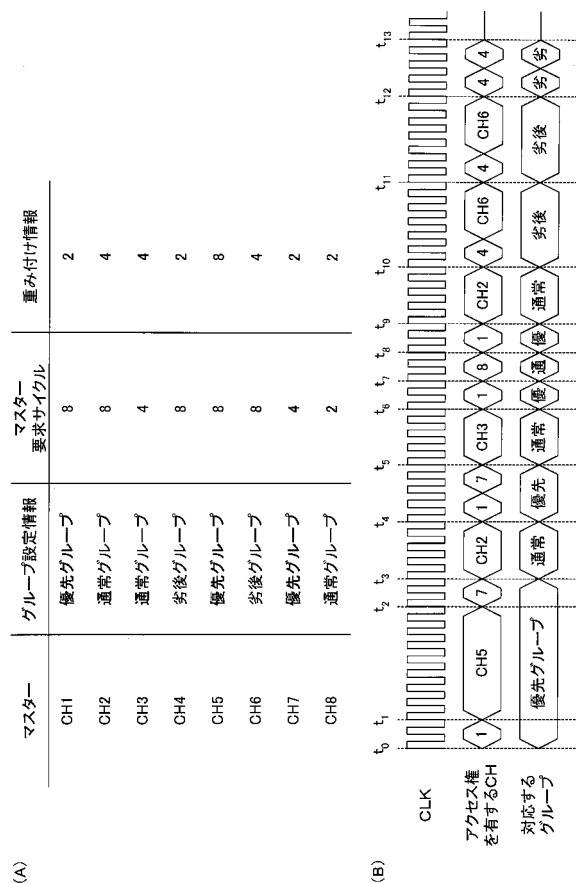 (A)
マスター グループ設定情報 マスター要求サイクル 重み付け情報
CH1 優先グループ 8 2
CH2 通常グループ 8 4
CH3 通常グループ 4 4
CH4 劣後グループ 8 2
CH5 優先グループ 8 8
CH6 劣後グループ 8 4
CH7 優先グループ 4 2
CH8 通常グループ 2 2
(B)
t0 t1 t2 t3 t4 t5 t6 t7 t8 t9 t10 t11 t12 t13
CLK
アクセス権
を有するCH
1 CH5 7 CH2 1 7 CH3 1 8 1 CH2 4 CH6 4 CH6 4 4
対応する
グループ
優先グループ 通常 優先 通常 優 通 優 通常 劣後 劣後 劣 劣